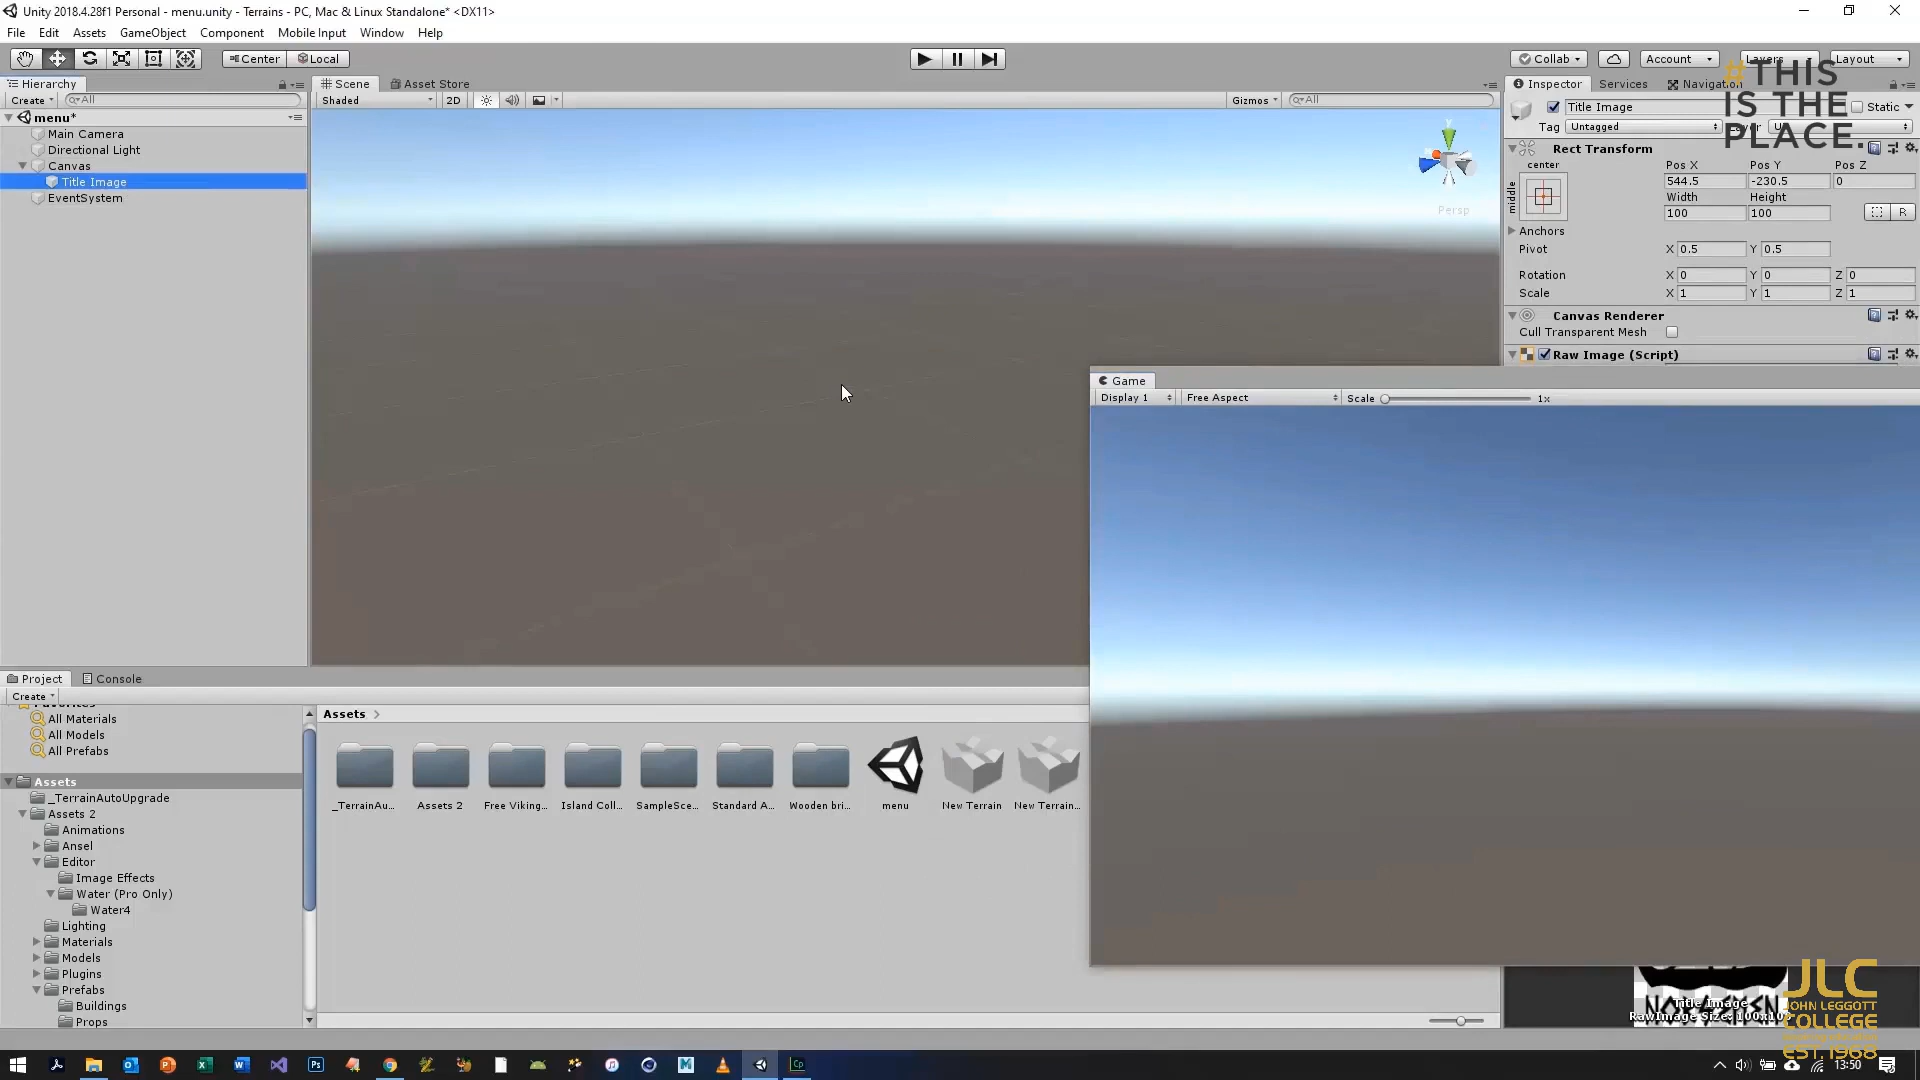 Unity 2018.4.28f1 Personal - menu.unity - Terrains - PC, Mac & Linux Standalone* <DX11>
File Edit Assets GameObject Component Mobile Input Window Help
Center Local Collab Account Layers Layout
Hierarchy
Create All
menu*
Main Camera
Directional Light
Canvas
Title Image
EventSystem
Scene Asset Store
Shaded 2D Gizmos All
y
Persp
Inspector Services Navigation
#THIS
IS THE
PLACE.
Title Image Static
Tag Untagged Layer U
Rect Transform
center
middle
Pos X Pos Y Pos Z
544.5 -230.5 0
Width Height
100 100 R
Anchors
Pivot X 0.5 Y 0.5
Rotation X 0 Y 0 Z 0
Scale X 1 Y 1 Z 1
Canvas Renderer
Cull Transparent Mesh
Raw Image (Script)
Game
Display 1 Free Aspect Scale 1x
Project Console
Create
Favorites
All Materials
All Models
All Prefabs
Assets
_TerrainAutoUpgrade
Assets 2
Animations
Ansel
Editor
Image Effects
Water (Pro Only)
Water4
Lighting
Materials
Models
Plugins
Prefabs
Buildings
Props
Assets
_TerrainAu... Assets 2 Free Viking... Island Coll... SampleSce... Standard A... Wooden bri... menu New Terrain New Terrain...
Title Image
RawImage Size: 100x10
JLC
JOHN LEGGOTT
COLLEGE
EST. 1968
13:50